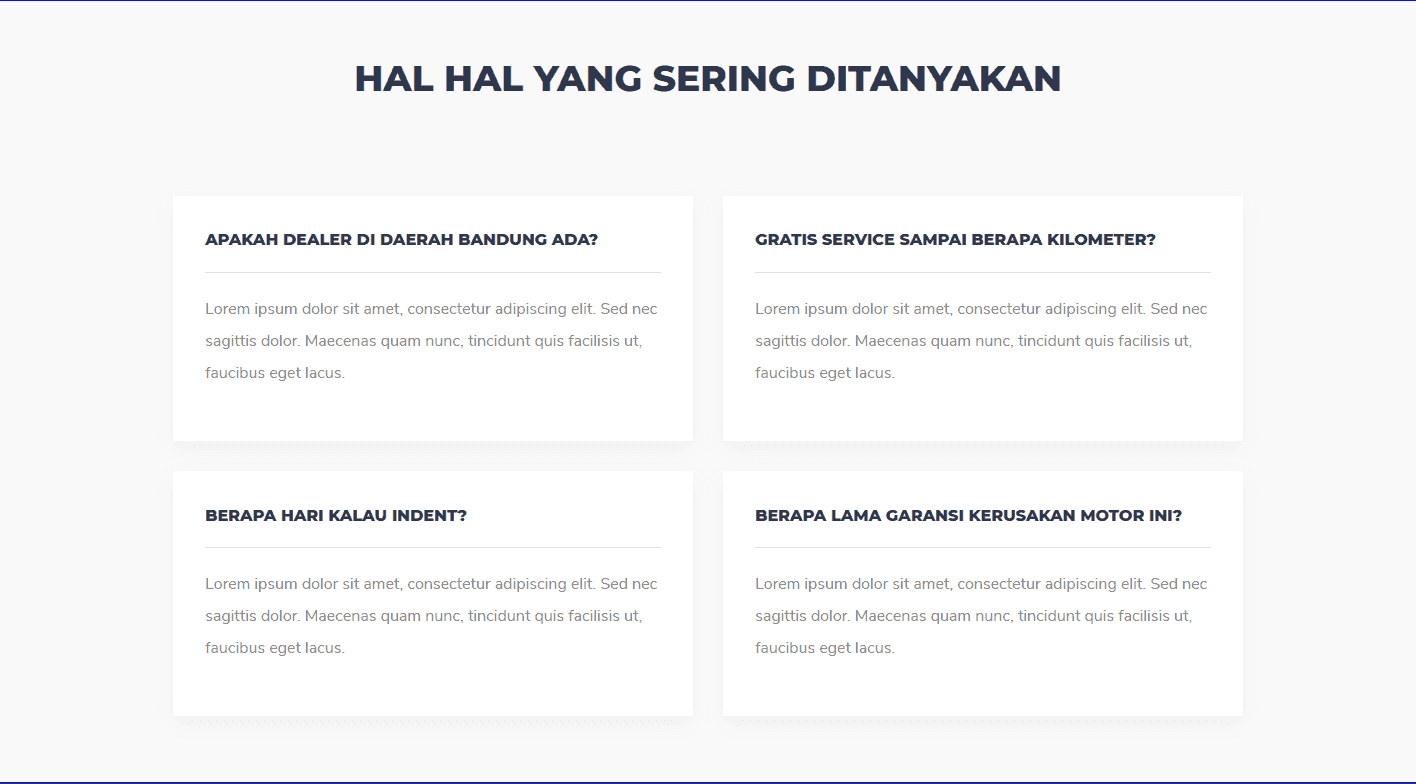 HAL HAL YANG SERING DITANYAKAN
APAKAH DEALER DI DAERAH BANDUNG ADA?
Lorem ipsum dolor sit amet, consectetur adipiscing elit. Sed nec
sagittis dolor. Maecenas quam nunc, tincidunt quis facilisis ut,
faucibus eget lacus.
GRATIS SERVICE SAMPAI BERAPA KILOMETER?
Lorem ipsum dolor sit amet, consectetur adipiscing elit. Sed nec
sagittis dolor. Maecenas quam nunc, tincidunt quis facilisis ut,
faucibus eget lacus.
BERAPA HARI KALAU INDENT?
Lorem ipsum dolor sit amet, consectetur adipiscing elit. Sed nec
sagittis dolor. Maecenas quam nunc, tincidunt quis facilisis ut,
faucibus eget lacus.
BERAPA LAMA GARANSI KERUSAKAN MOTOR INI?
Lorem ipsum dolor sit amet, consectetur adipiscing elit. Sed nec
sagittis dolor. Maecenas quam nunc, tincidunt quis facilisis ut,
faucibus eget lacus.